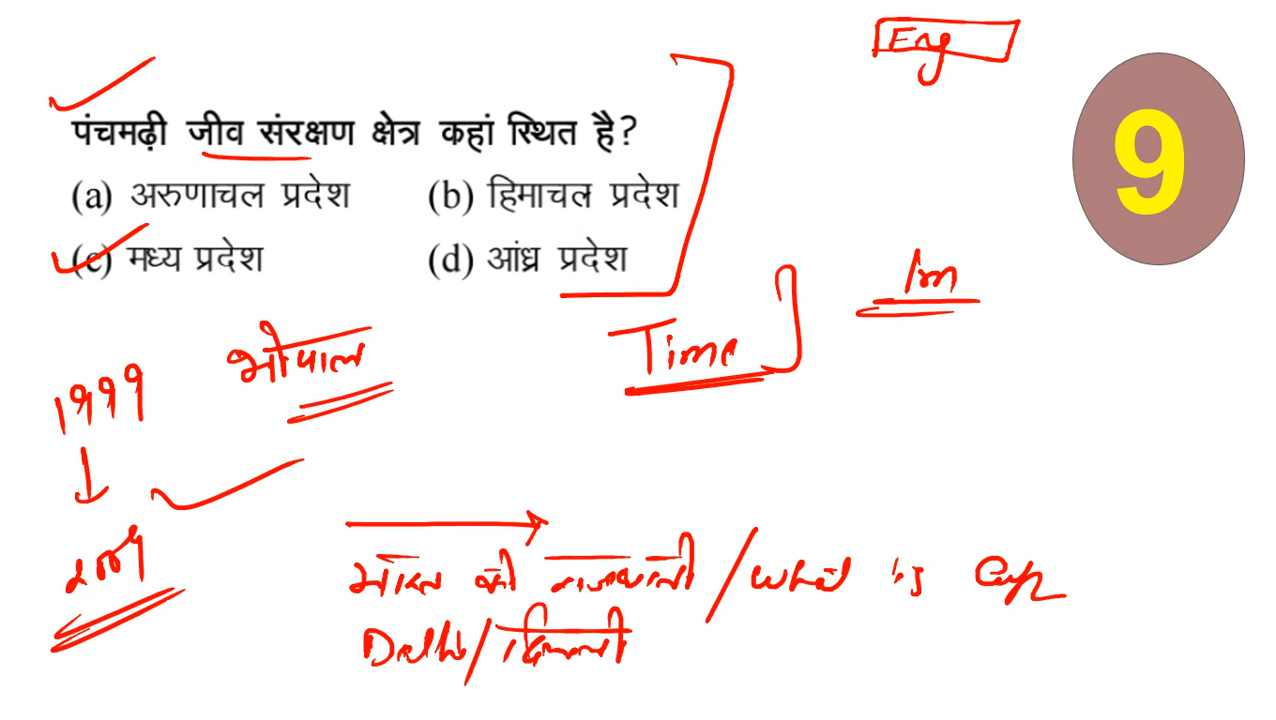 Eng
9
पंचमढ़ी जीव संरक्षण क्षेत्र कहां स्थित है?
(a) अरुणाचल प्रदेश (b) हिमाचल प्रदेश
(c) मध्य प्रदेश (d) आंध्र प्रदेश
1m
Time
भोपाल
1999
भारत की राजधानी / what is Cap
Delhi / दिल्ली